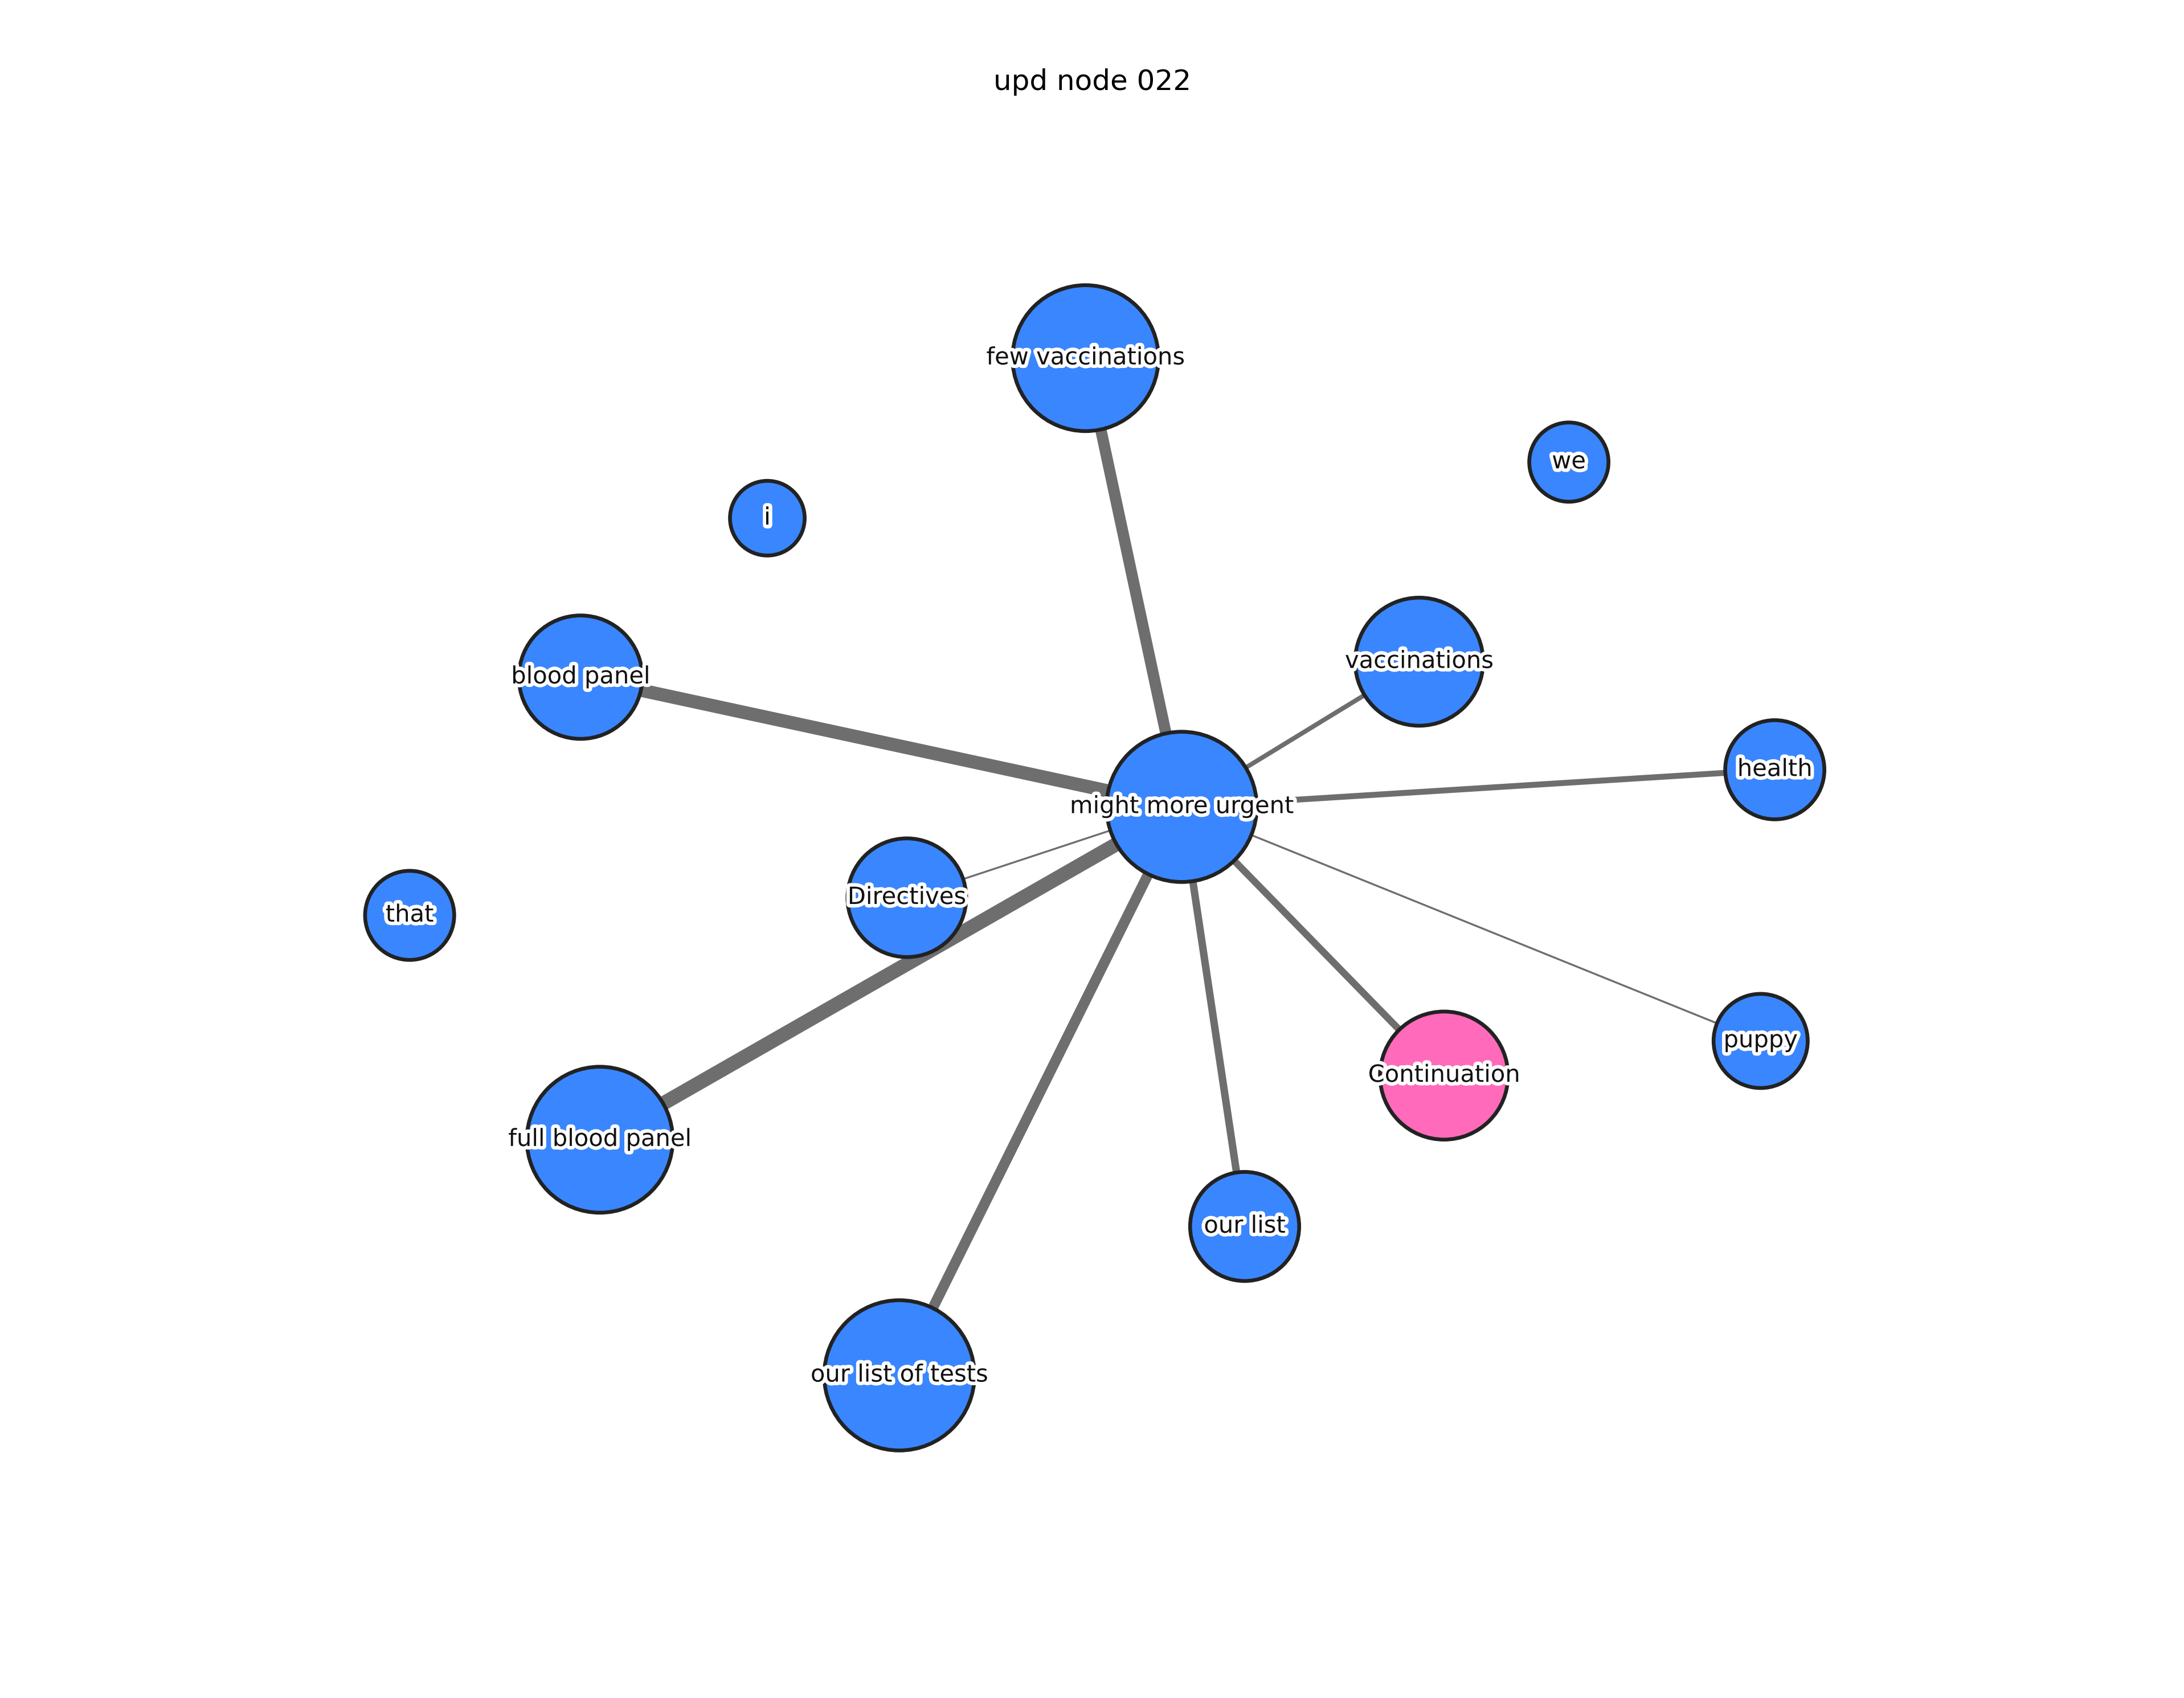 upd node 022
few vaccinations
we
i
vaccinations
blood panel
health
might more urgent
Directives
that
puppy
Continuation
full blood panel
our list
our list of tests